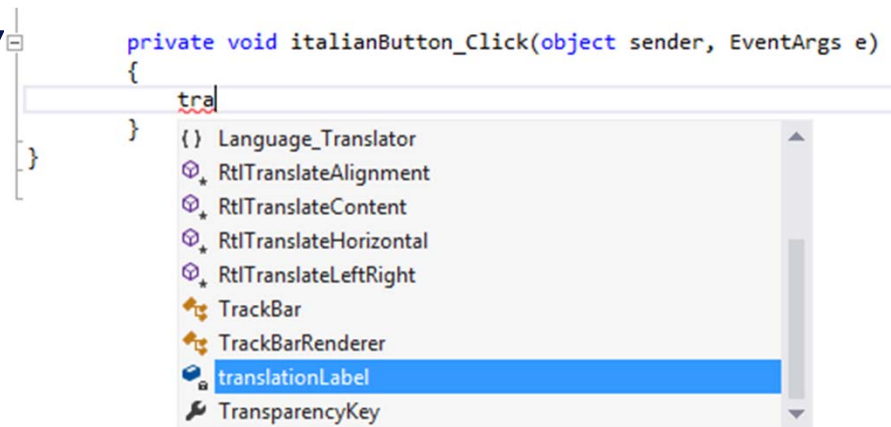 private void italianButton_Click(object sender, EventArgs e)
{
tra
}
}
{ } Language_Translator
RtlTranslateAlignment
RtlTranslateContent
RtlTranslateHorizontal
RtlTranslateLeftRight
TrackBar
TrackBarRenderer
translationLabel
TransparencyKey